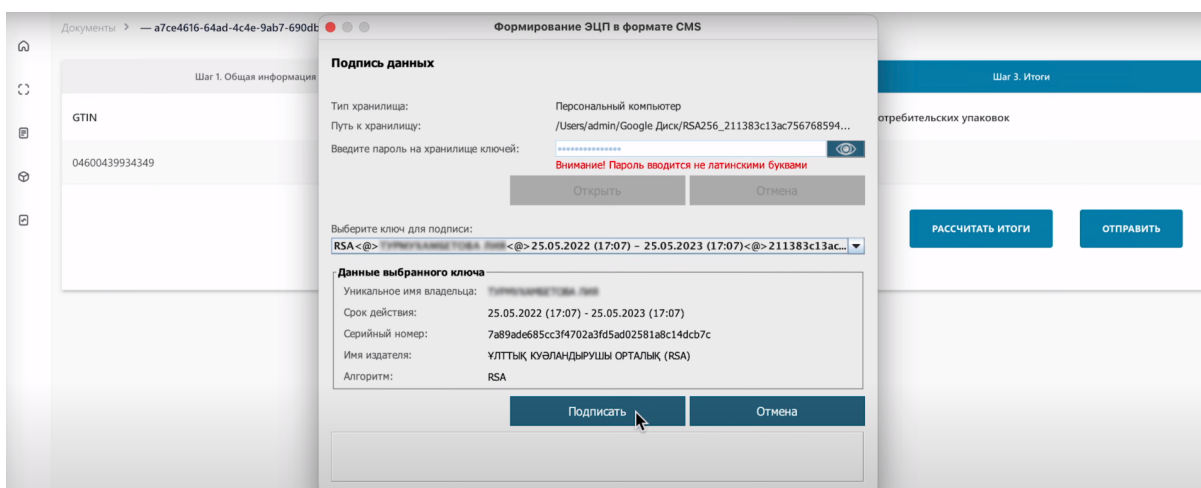 Документы > — a7ce4616-64ad-4c4e-9ab7-690db
Формирование ЭЦП в формате CMS
Подпись данных
Шаг 1. Общая информация
Шаг 3. Итоги
Тип хранилища: Персональный компьютер
GTIN
отребительских упаковок
Путь к хранилищу: /Users/admin/Google Диск/RSA256_211383c13ac756768594...
Введите пароль на хранилище ключей: ***************
Внимание! Пароль вводится не латинскими буквами
04600439934349
Открыть Отмена
Выберите ключ для подписи:
РАССЧИТАТЬ ИТОГИ ОТПРАВИТЬ
RSA<@> <@>25.05.2022 (17:07) – 25.05.2023 (17:07)<@>211383c13ac...
Данные выбранного ключа
Уникальное имя владельца:
Срок действия: 25.05.2022 (17:07) - 25.05.2023 (17:07)
Серийный номер: 7a89ade685cc3f4702a3fd5ad02581a8c14dcb7c
Имя издателя: ҰЛТТЫҚ КУӘЛАНДЫРУШЫ ОРТАЛЫҚ (RSA)
Алгоритм: RSA
Подписать Отмена